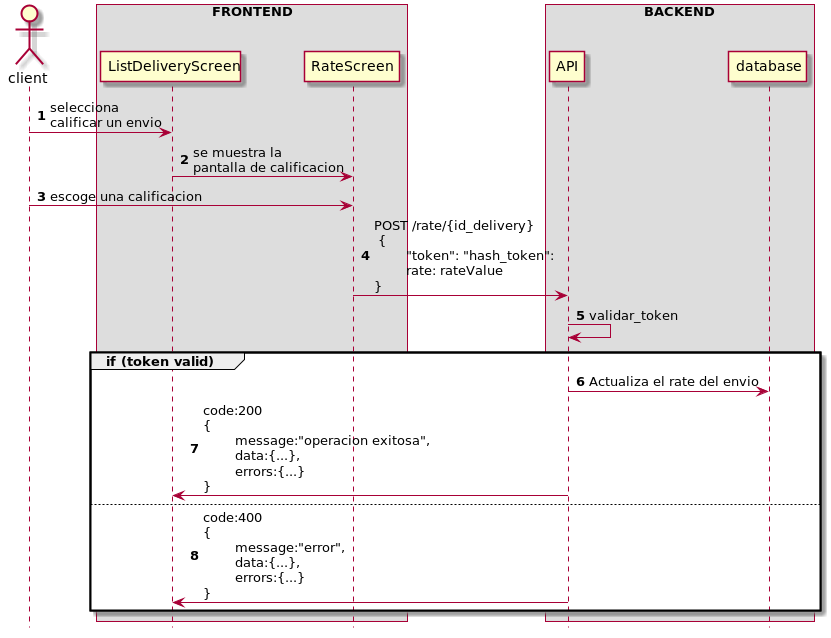 FRONTEND
BACKEND
client
ListDeliveryScreen
RateScreen
API
database
1 selecciona
calificar un envio
2 se muestra la
pantalla de calificacion
3 escoge una calificacion
POST /rate/{id_delivery}
{
4 "token": "hash_token":
rate: rateValue
}
5 validar_token
if (token valid)
6 Actualiza el rate del envio
code:200
{
7 message:"operacion exitosa",
data:{...},
errors:{...}
}
code:400
{
8 message:"error",
data:{...},
errors:{...}
}